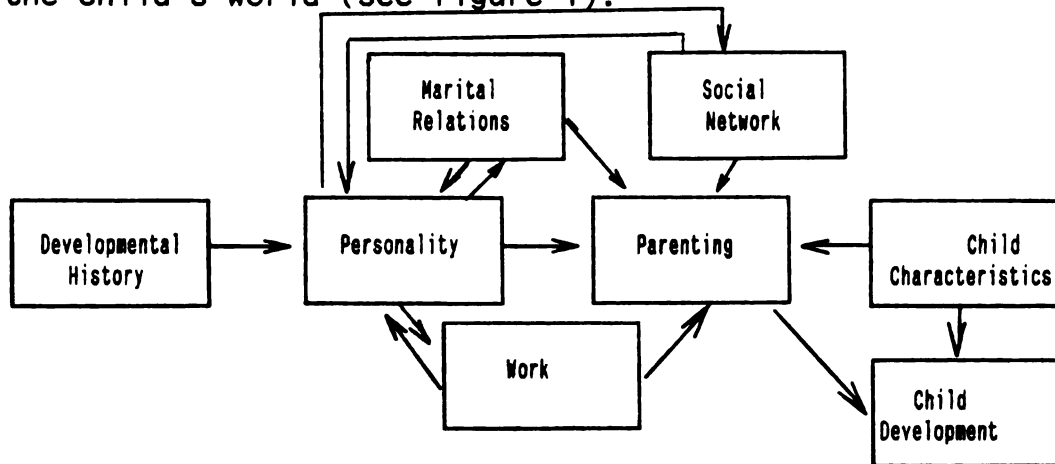 the child's world (see Figure 1).
Marital
Relations
Social
Network
Developmental
History
Personality
Parenting
Child
Characteristics
Work
Child
Development